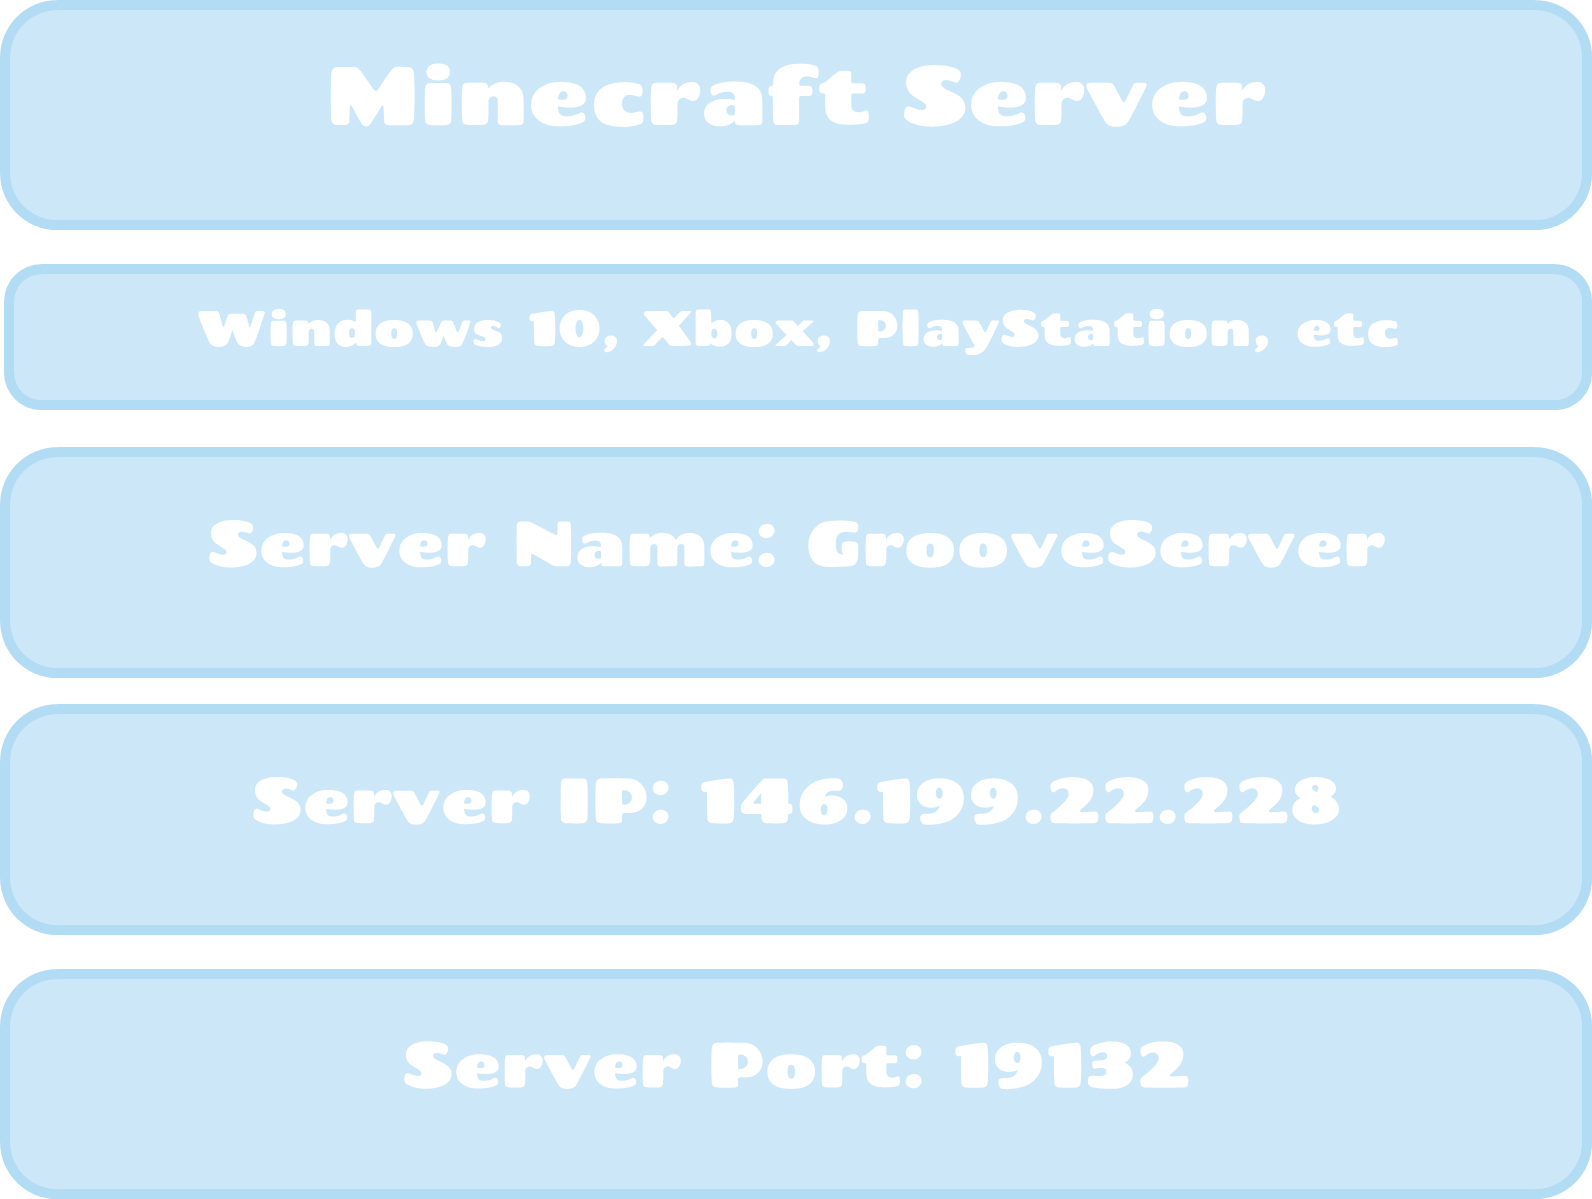 Minecraft Server
Windows 10, Xbox, PlayStation, etc
Server Name: GrooveServer
Server IP: 146.199.22.228
Server Port: 19132